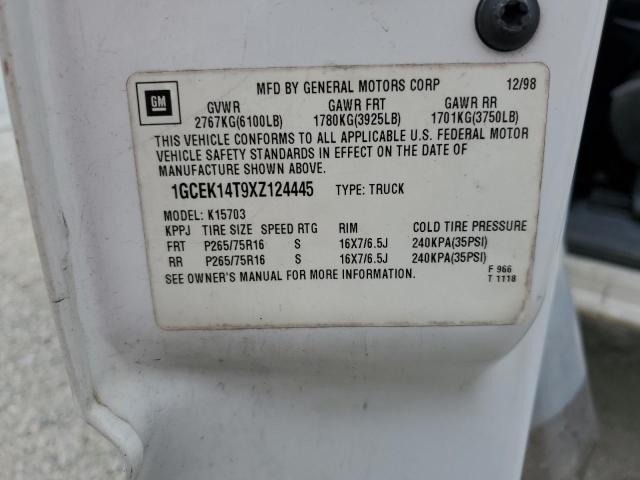 GM
MFD BY GENERAL MOTORS CORP 12/98
GVWR GAWR FRT GAWR RR
2767KG(6100LB) 1780KG(3925LB) 1701KG(3750LB)
THIS VEHICLE CONFORMS TO ALL APPLICABLE U.S. FEDERAL MOTOR
VEHICLE SAFETY STANDARDS IN EFFECT ON THE DATE OF
MANUFACTURE SHOWN ABOVE.
1GCEK14T9XZ124445 TYPE: TRUCK
MODEL: K15703
KPPJ TIRE SIZE SPEED RTG RIM COLD TIRE PRESSURE
FRT P265/75R16 S 16X7/6.5J 240KPA(35PSI)
RR P265/75R16 S 16X7/6.5J 240KPA(35PSI)
SEE OWNER'S MANUAL FOR MORE INFORMATION.
F 966
T 1118